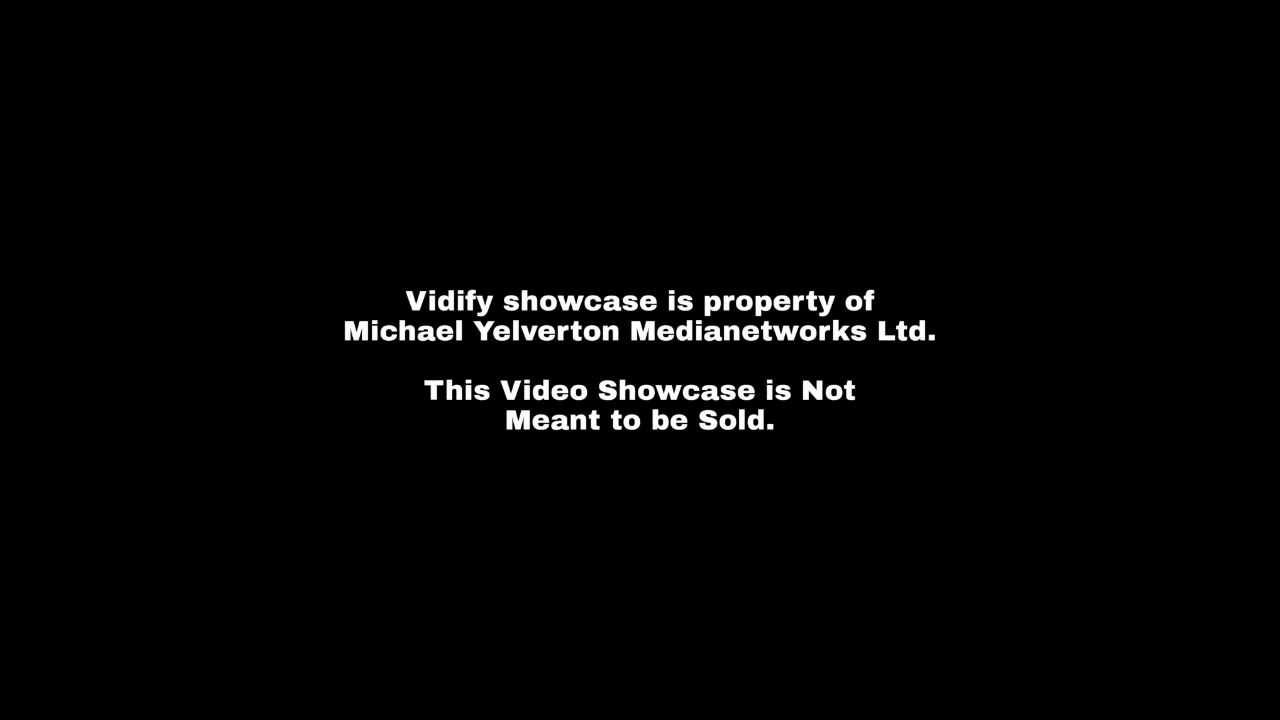 Vidify showcase is property of
Michael Yelverton Medianetworks Ltd.
This Video Showcase is Not
Meant to be Sold.